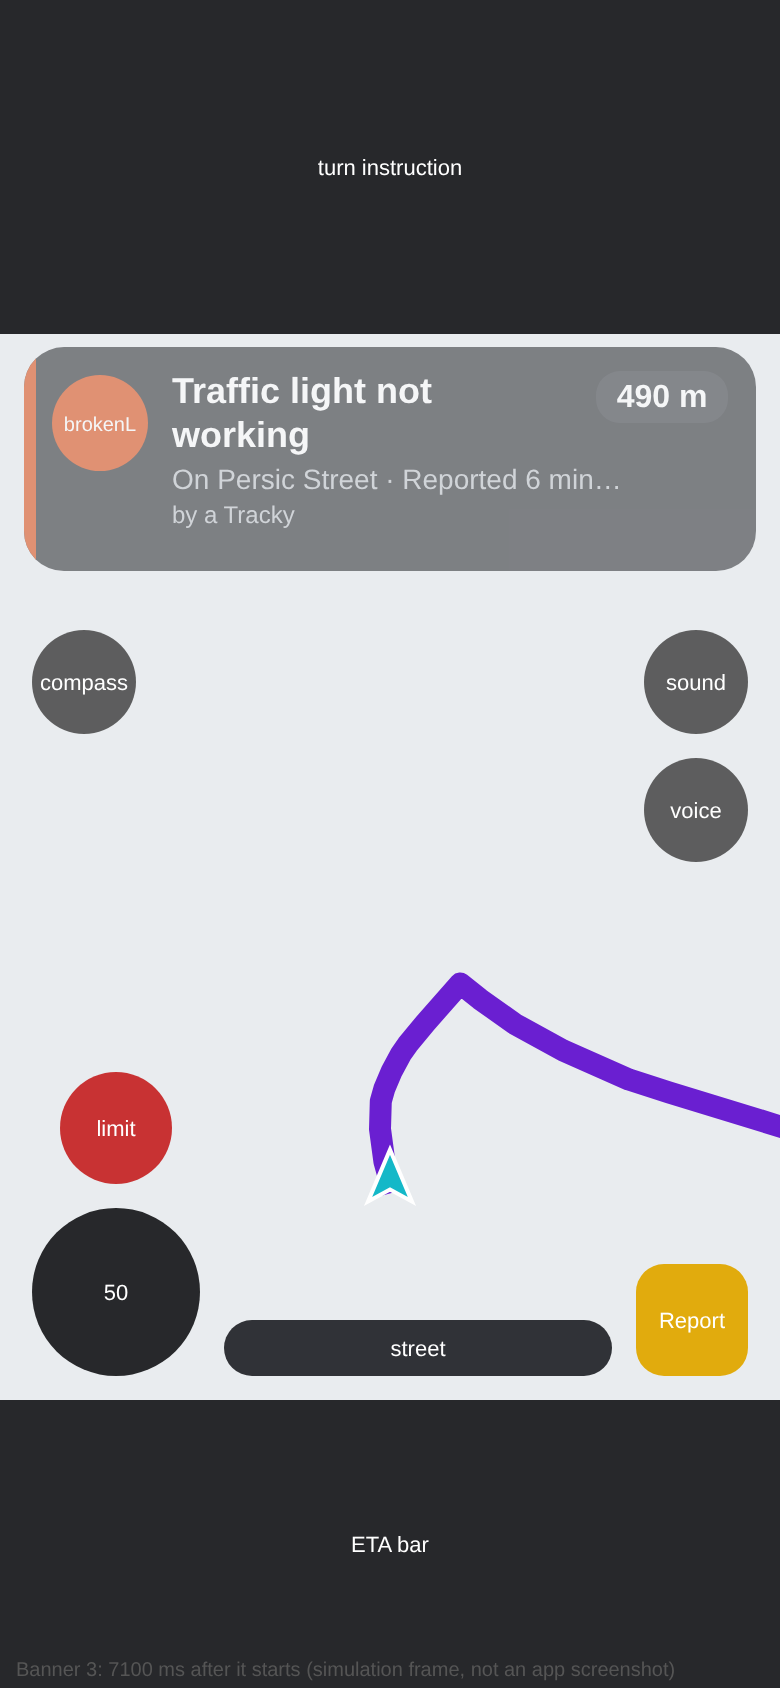 turn instruction
brokenL
Traffic light not
working
490 m
On Persic Street · Reported 6 min…
by a Tracky
compass
sound
voice
limit
50
street
Report
ETA bar
Banner 3: 7100 ms after it starts (simulation frame, not an app screenshot)